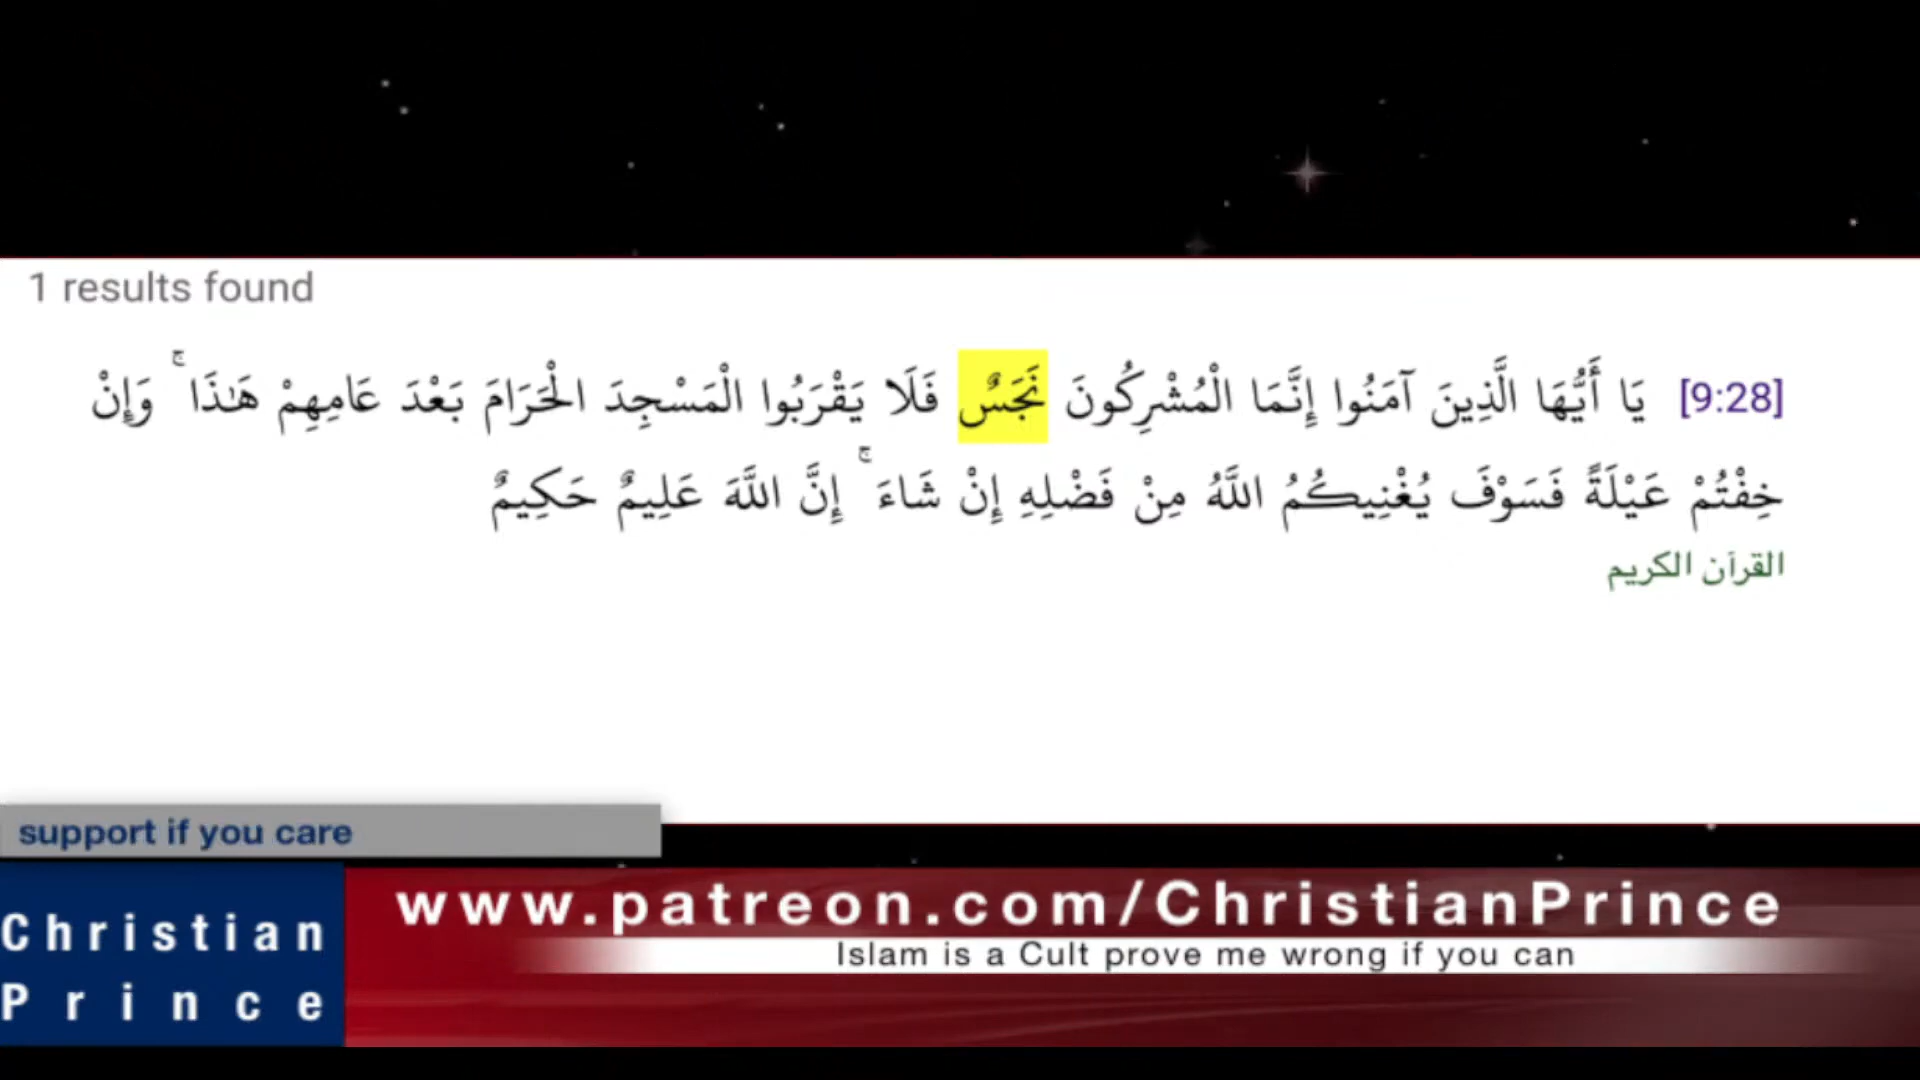 1 results found
[9:28] يَا أَيُّهَا الَّذِينَ آمَنُوا إِنَّمَا الْمُشْرِكُونَ نَجَسٌ فَلَا يَقْرَبُوا الْمَسْجِدَ الْحَرَامَ بَعْدَ عَامِهِمْ هَٰذَا ۚ وَإِنْ
خِفْتُمْ عَيْلَةً فَسَوْفَ يُغْنِيكُمُ اللَّهُ مِنْ فَضْلِهِ إِنْ شَاءَ ۚ إِنَّ اللَّهَ عَلِيمٌ حَكِيمٌ
القرآن الكريم
support if you care
Christian
Prince
www.patreon.com/ChristianPrince
Islam is a Cult prove me wrong if you can